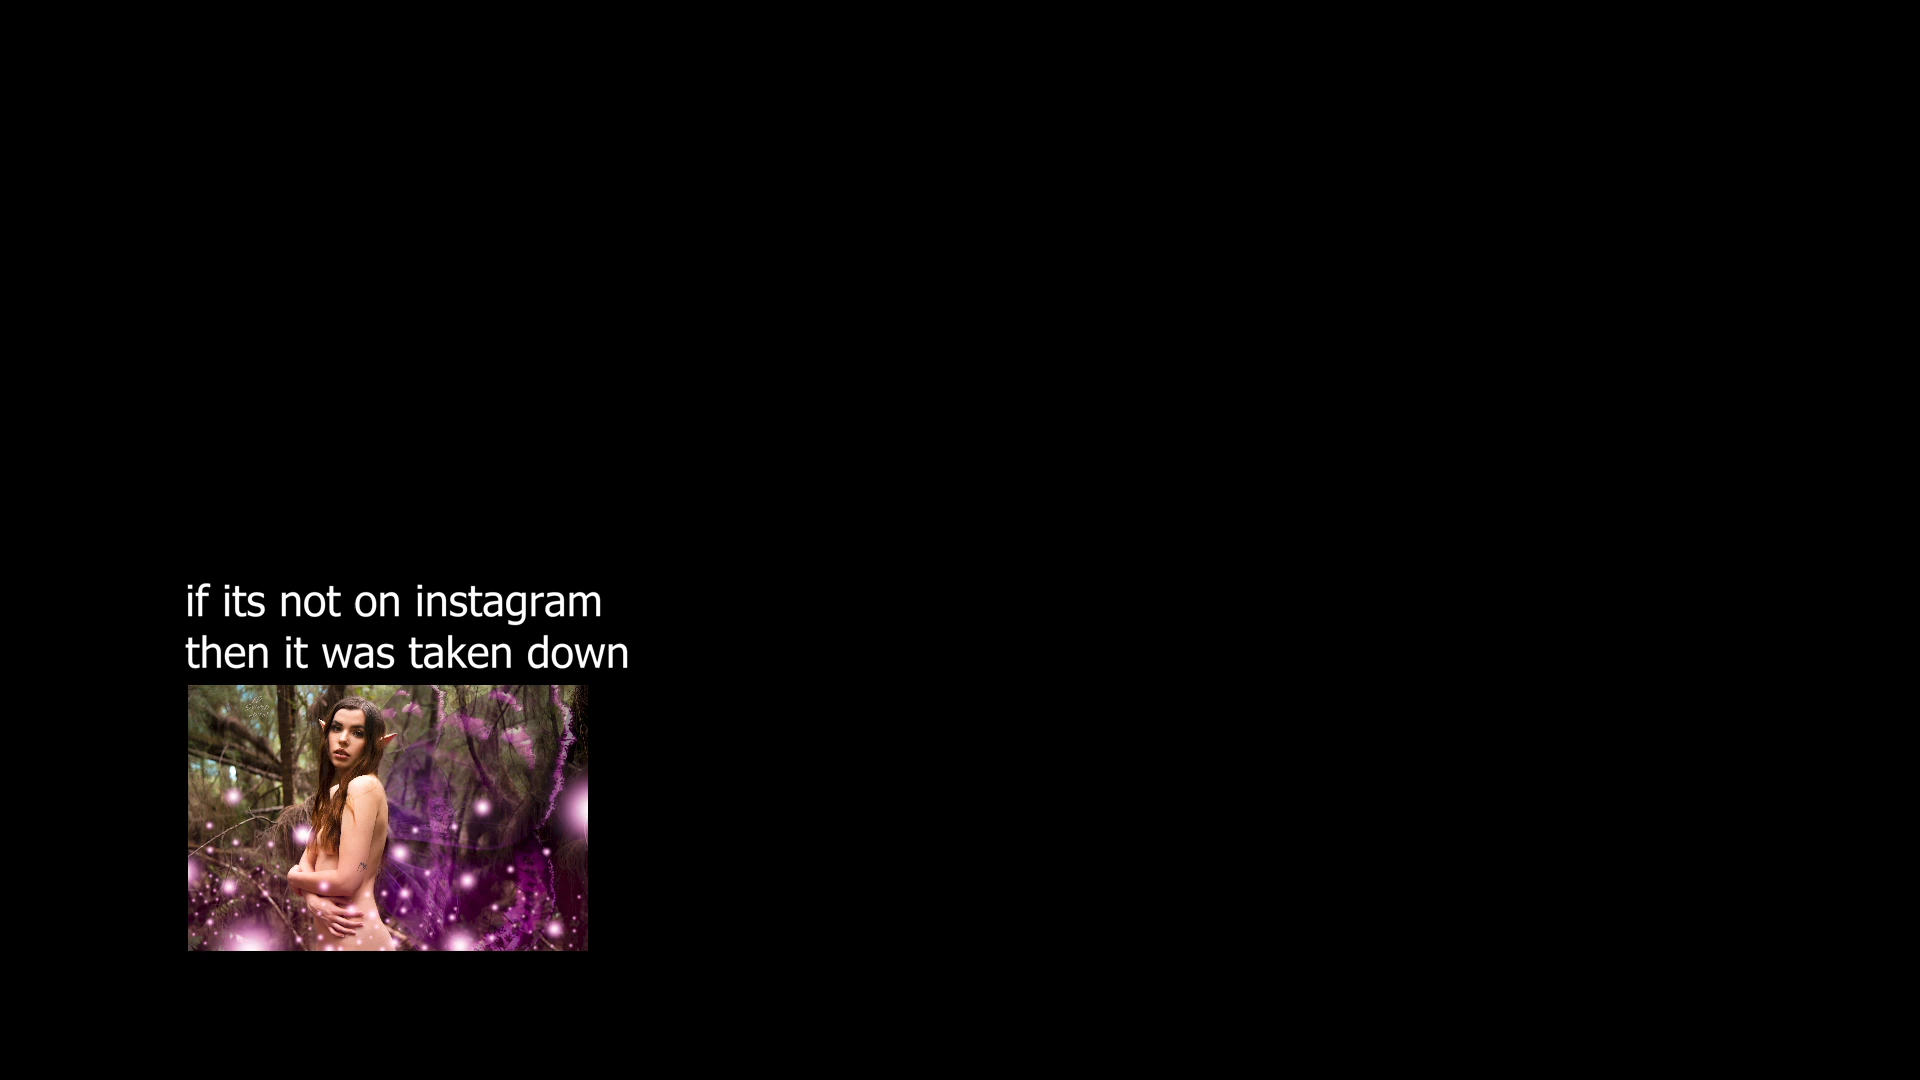 if its not on instagram
then it was taken down